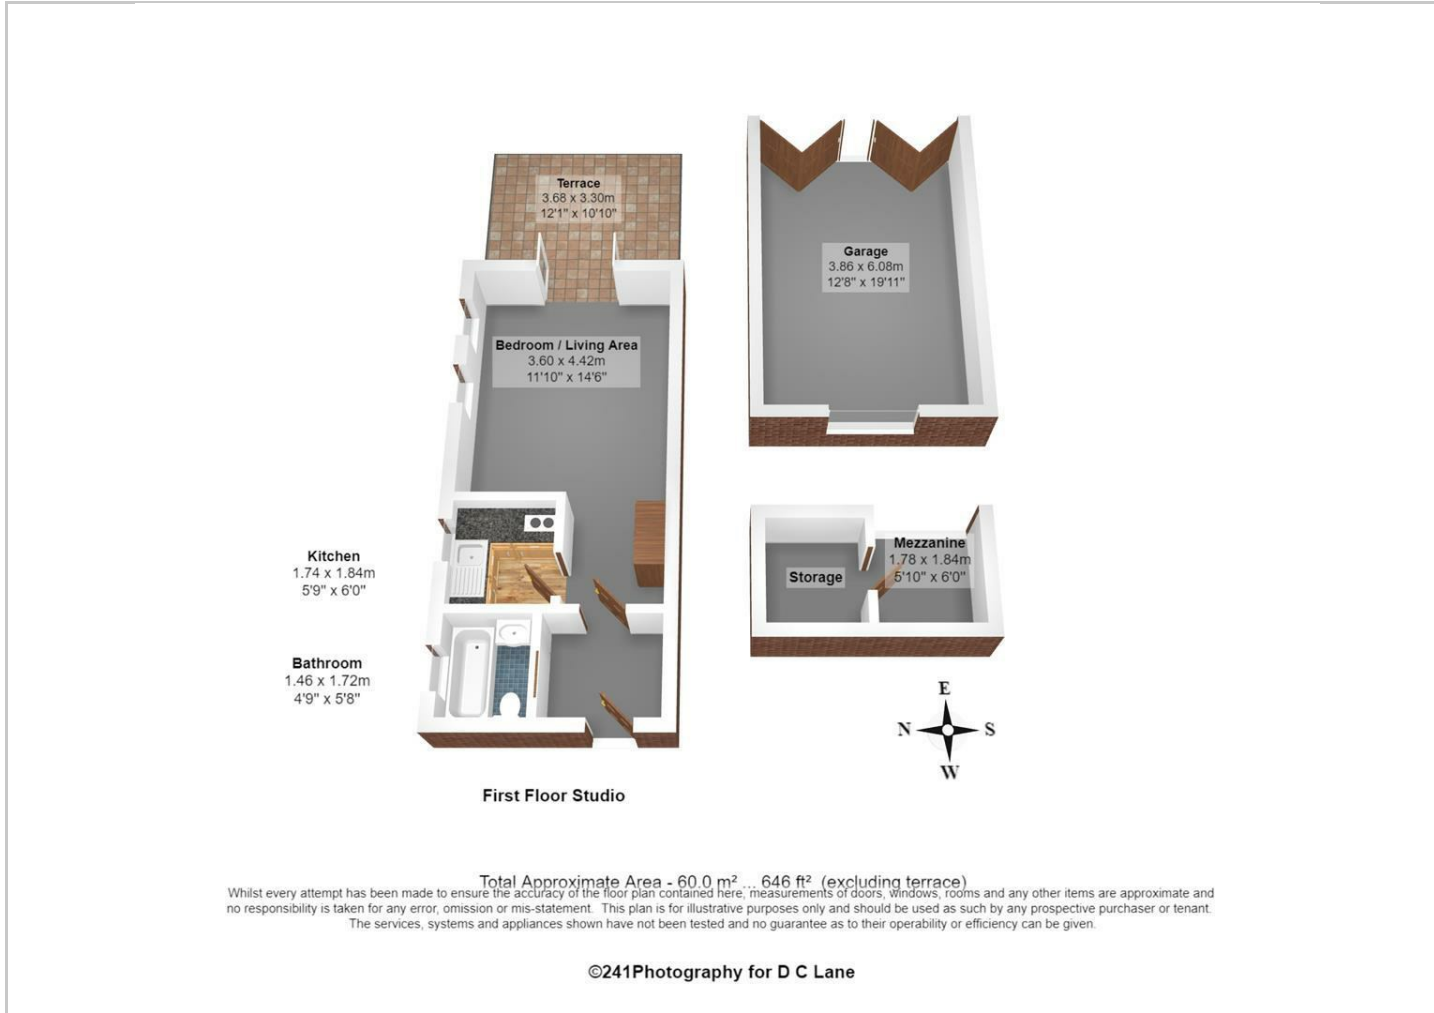 Terrace
3.68 x 3.30m
12'1" x 10'10"
Bedroom / Living Area
3.60 x 4.42m
11'10" x 14'6"
Kitchen
1.74 x 1.84m
5'9" x 6'0"
Bathroom
1.46 x 1.72m
4'9" x 5'8"
First Floor Studio
Garage
3.86 x 6.08m
12'8" x 19'11"
Storage
Mezzanine
1.78 x 1.84m
5'10" x 6'0"
E
N S
W
Total Approximate Area - 60.0 m² ... 646 ft² (excluding terrace)
Whilst every attempt has been made to ensure the accuracy of the floor plan contained here, measurements of doors, windows, rooms and any other items are approximate and
no responsibility is taken for any error, omission or mis-statement. This plan is for illustrative purposes only and should be used as such by any prospective purchaser or tenant.
The services, systems and appliances shown have not been tested and no guarantee as to their operability or efficiency can be given.
©241Photography for D C Lane